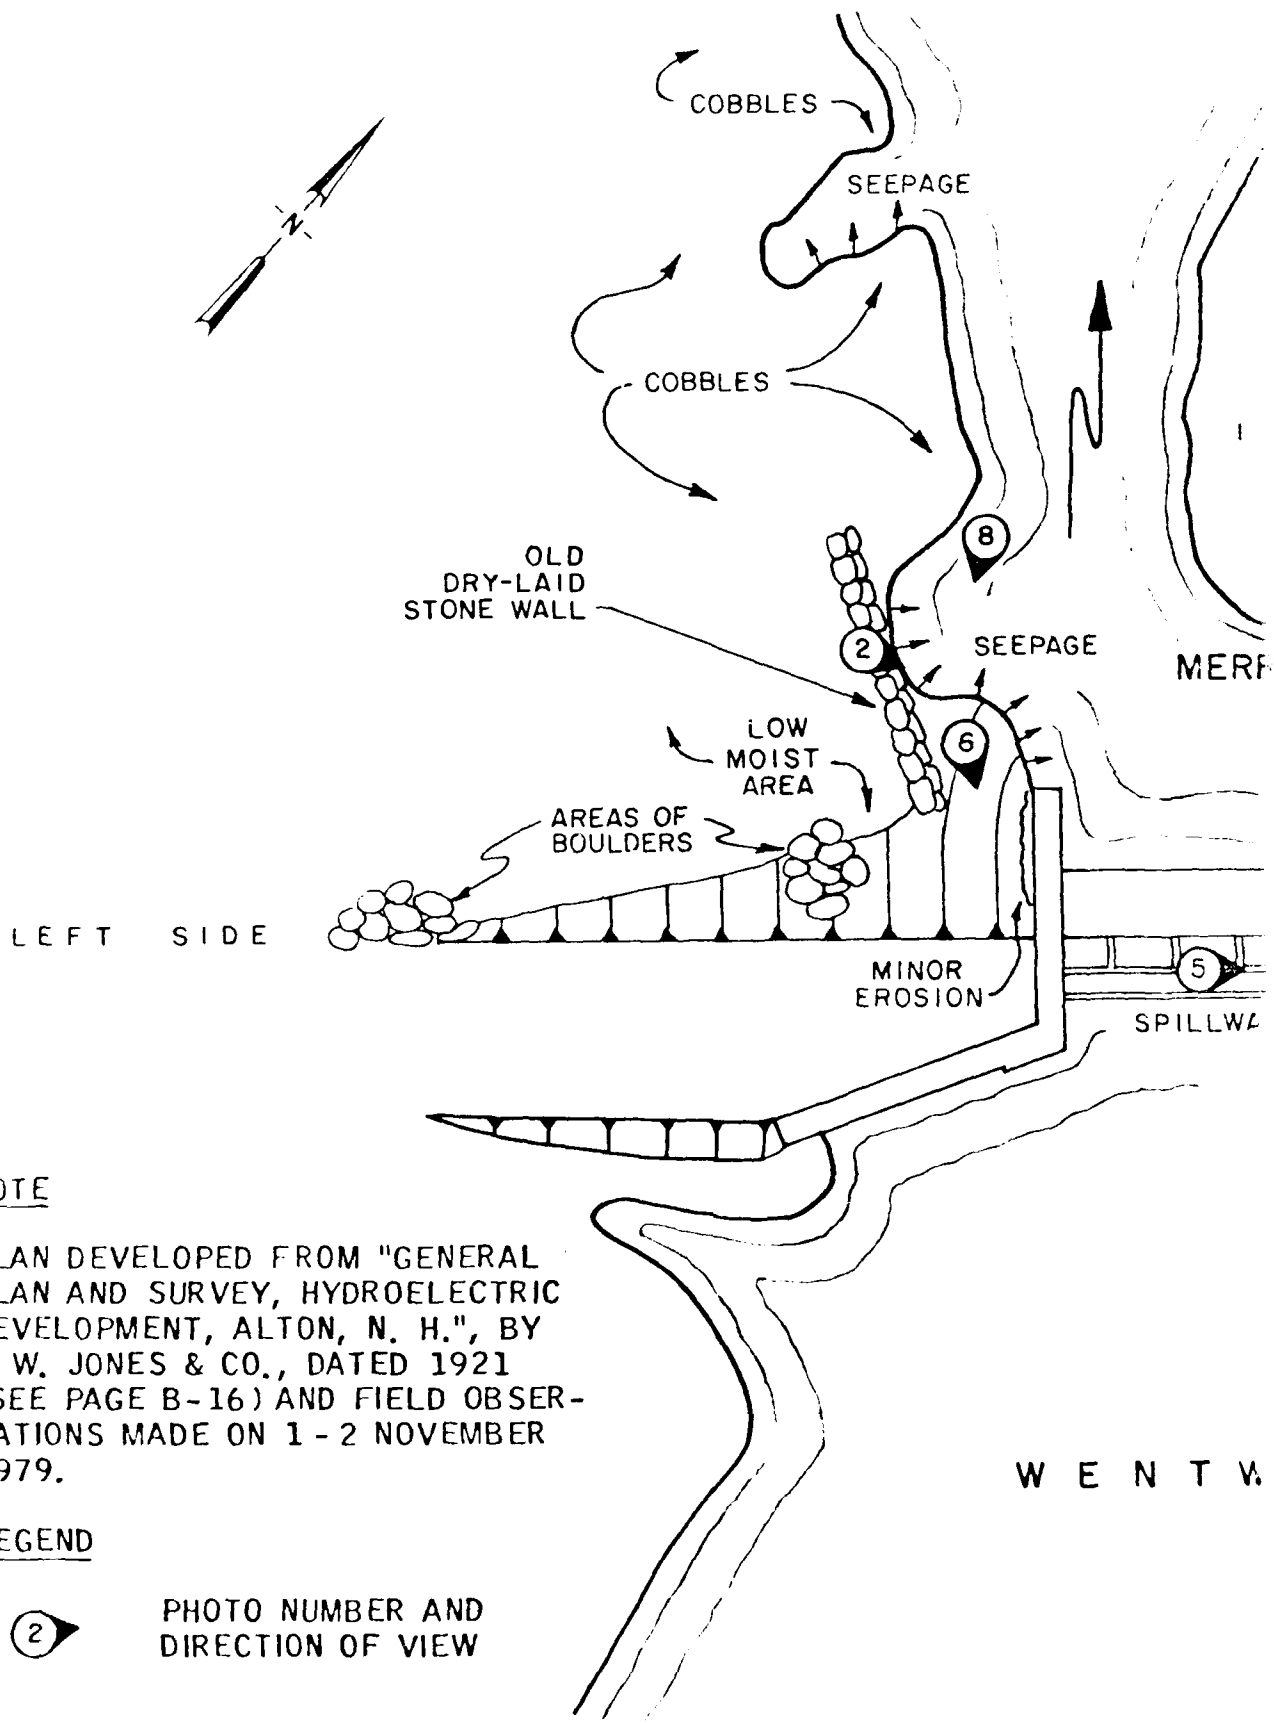 COBBLES
SEEPAGE
N
COBBLES
8
OLD
DRY-LAID
STONE WALL
2
SEEPAGE
MERR
LOW
MOIST
AREA
6
AREAS OF
BOULDERS
LEFT SIDE
MINOR
EROSION
5
SPILLWA
OTE
LAN DEVELOPED FROM "GENERAL
LAN AND SURVEY, HYDROELECTRIC
EVELOPMENT, ALTON, N. H.", BY
W. JONES & CO., DATED 1921
SEE PAGE B-16) AND FIELD OBSER-
ATIONS MADE ON 1-2 NOVEMBER
979.
WENTW
EGEND
2
PHOTO NUMBER AND
DIRECTION OF VIEW